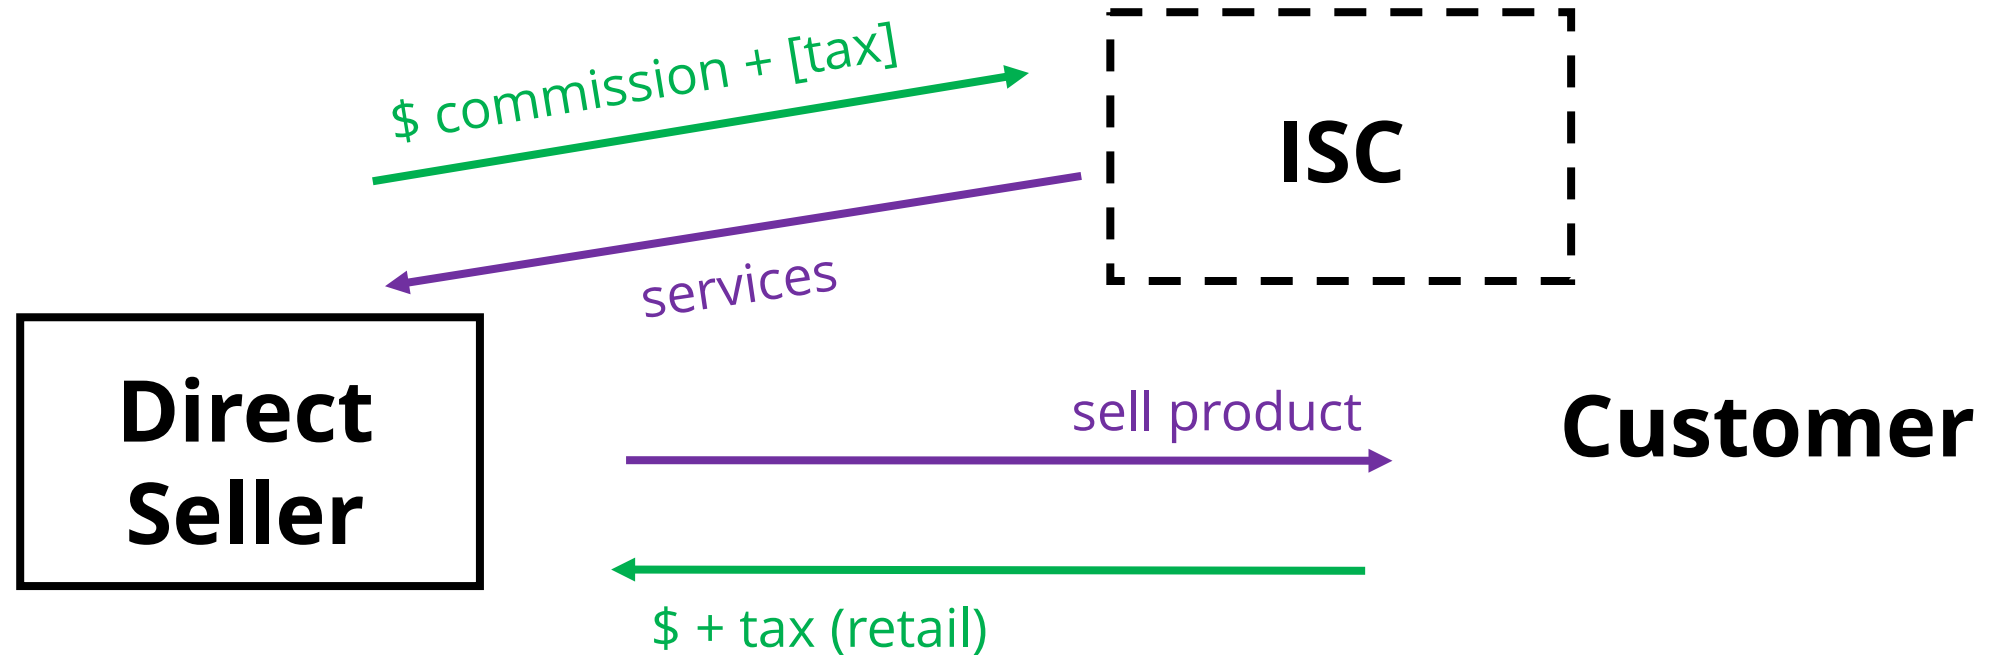 $ commission + [tax]
ISC
services
Direct
Seller
sell product
Customer
$ + tax (retail)